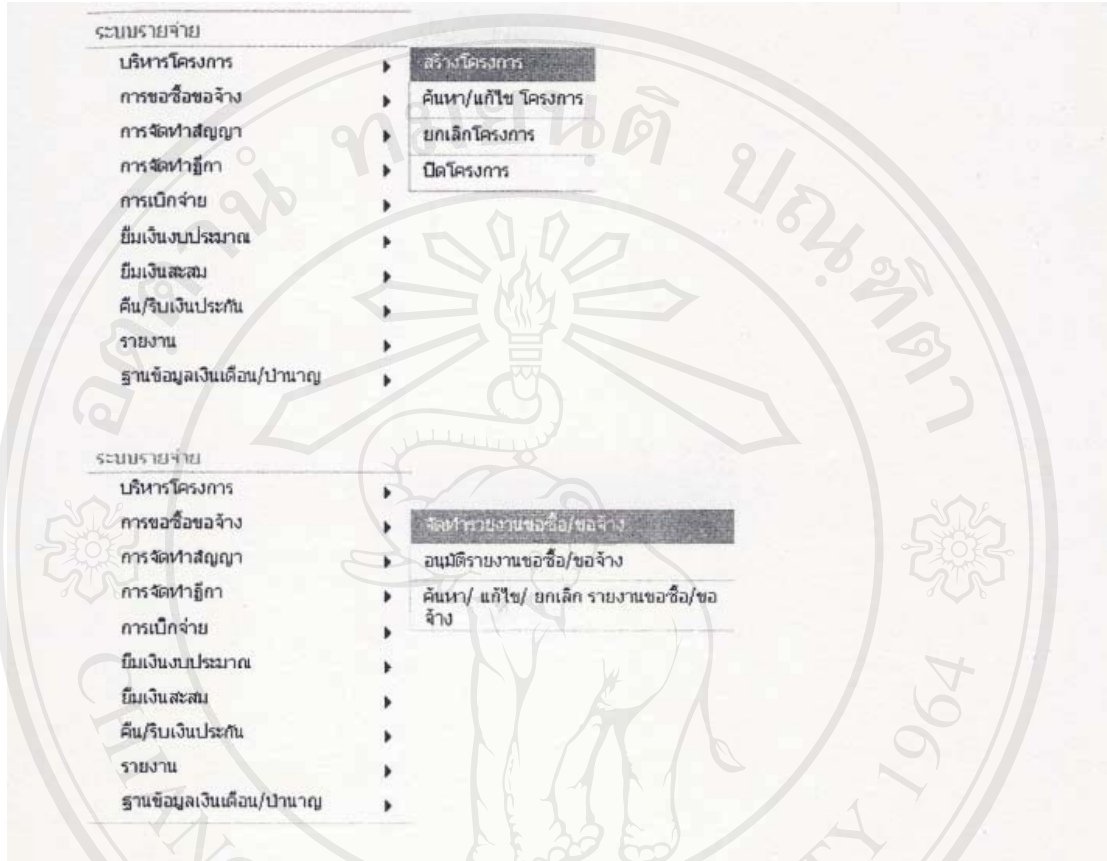 ระบบรายจ่าย
บริหารโครงการ
สร้างโครงการ
การขอซื้อขอจ้าง
ค้นหา/แก้ไข โครงการ
การจัดทำสัญญา
ยกเลิกโครงการ
การจัดทำฎีกา
ปิดโครงการ
การเบิกจ่าย
ยืมเงินงบประมาณ
ยืมเงินสะสม
คืน/ริบเงินประกัน
รายงาน
ฐานข้อมูลเงินเดือน/บำนาญ
ระบบรายจ่าย
บริหารโครงการ
การขอซื้อขอจ้าง
จัดทำรายงานขอซื้อ/ขอจ้าง
การจัดทำสัญญา
อนุมัติรายงานขอซื้อ/ขอจ้าง
การจัดทำฎีกา
ค้นหา/ แก้ไข/ ยกเลิก รายงานขอซื้อ/ขอ
จ้าง
การเบิกจ่าย
ยืมเงินงบประมาณ
ยืมเงินสะสม
คืน/ริบเงินประกัน
รายงาน
ฐานข้อมูลเงินเดือน/บำนาญ
1964